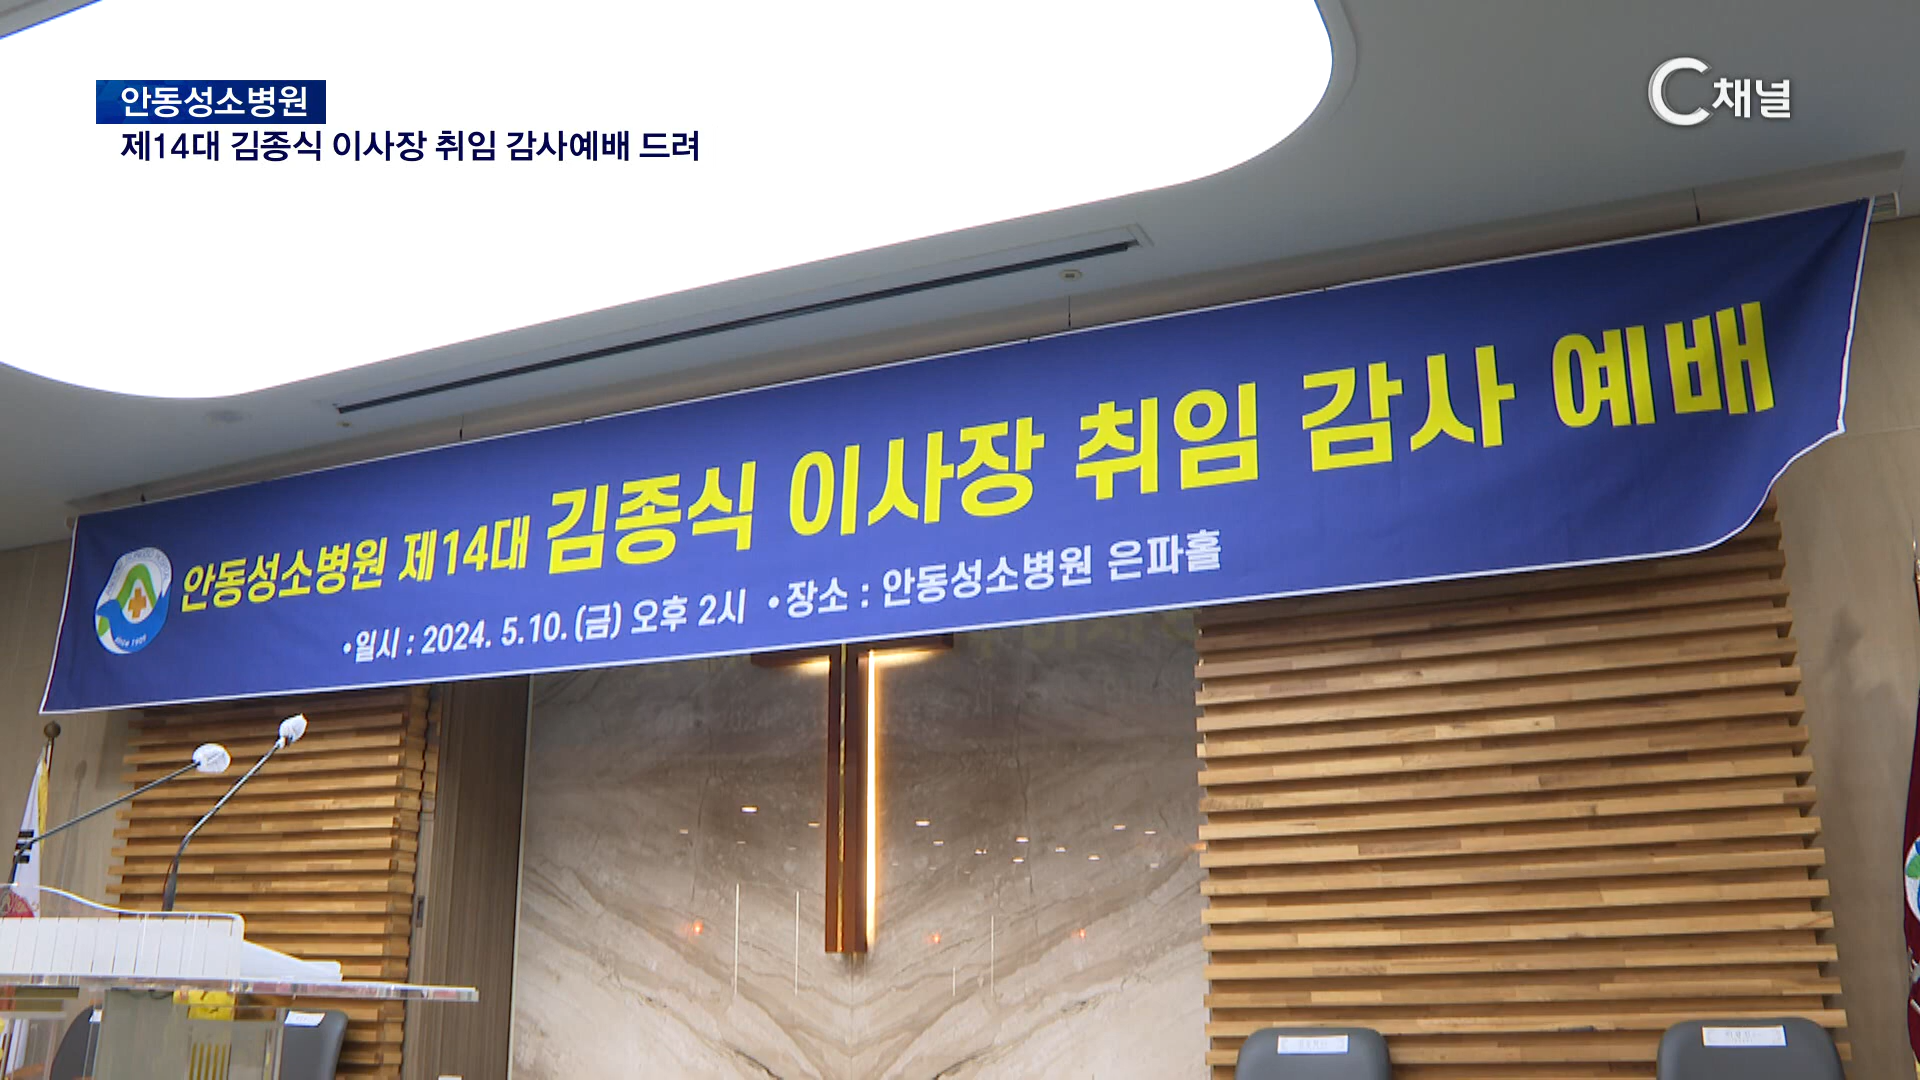 안동성소병원
제14대 김종식 이사장 취임 감사예배 드려
C채널
안동성소병원 제14대 김종식 이사장 취임 감사 예배
•일시 : 2024. 5.10.(금) 오후 2시 •장소 : 안동성소병원 은파홀